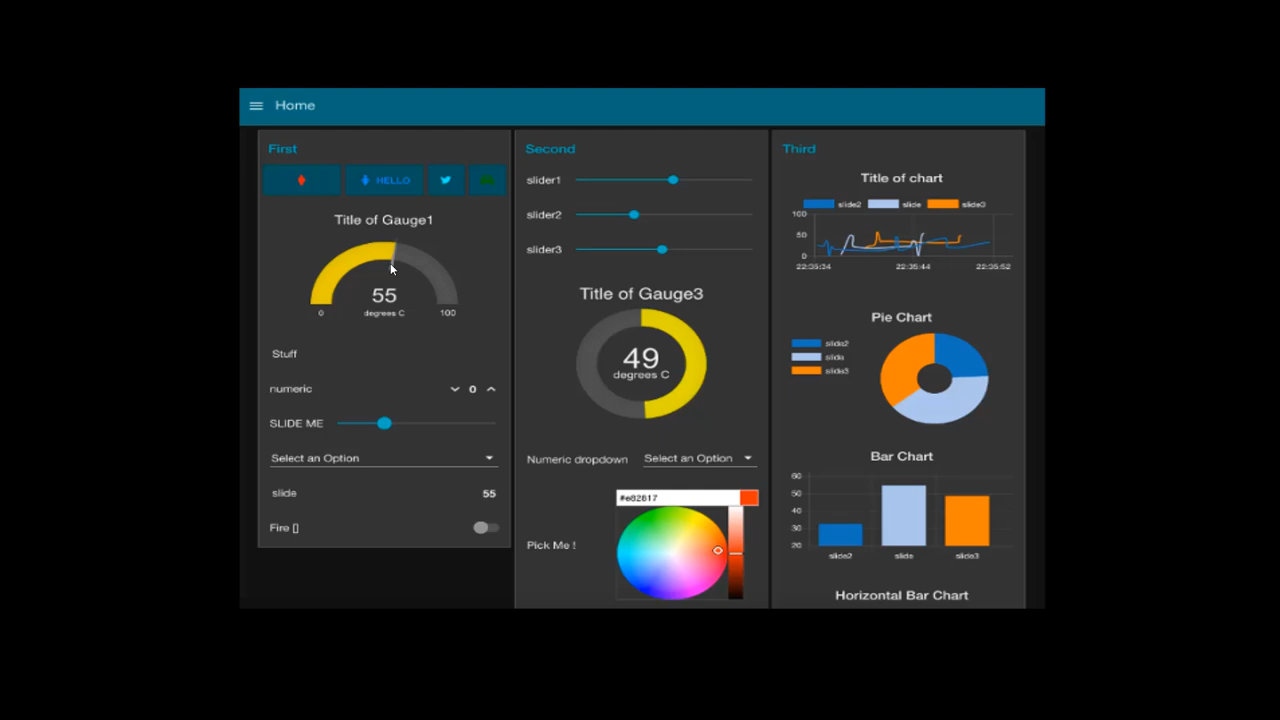 Home
First
HELLO
Title of Gauge1
55
0
degrees C
100
Stuff
numeric
0
SLIDE ME
Select an Option
slide
55
Fire []
Second
slider1
slider2
slider3
Title of Gauge3
49
degrees C
Numeric dropdown
Select an Option
#e82817
Pick Me !
Third
Title of chart
slide2 slide slide3
100
50
0
22:35:34 22:35:44 22:35:52
Pie Chart
slide2
slide
slide3
Bar Chart
60
50
40
30
20
slide2 slide slide3
Horizontal Bar Chart